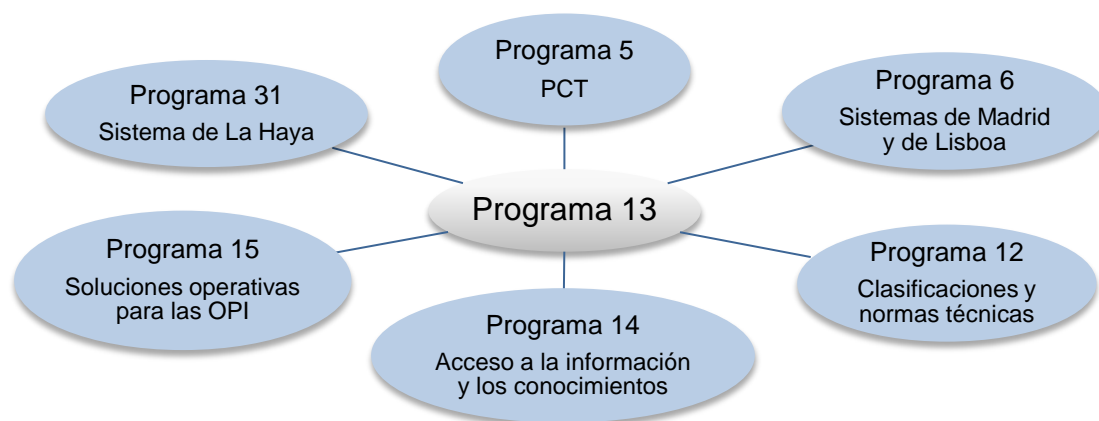 Programa 5
PCT
Programa 31
Sistema de La Haya
Programa 6
Sistemas de Madrid
y de Lisboa
Programa 13
Programa 15
Soluciones operativas
para las OPI
Programa 12
Clasificaciones y
normas técnicas
Programa 14
Acceso a la información
y los conocimientos